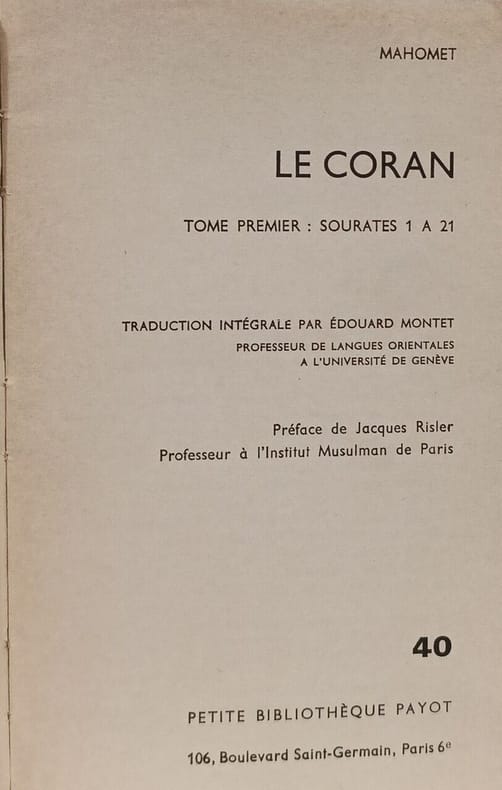 MAHOMET
LE CORAN
TOME PREMIER : SOURATES 1 A 21
TRADUCTION INTÉGRALE PAR ÉDOUARD MONTET
PROFESSEUR DE LANGUES ORIENTALES
A L'UNIVERSITÉ DE GENÈVE
Préface de Jacques Risler
Professeur à l'Institut Musulman de Paris
40
PETITE BIBLIOTHÈQUE PAYOT
106, Boulevard Saint-Germain, Paris 6ᵉ